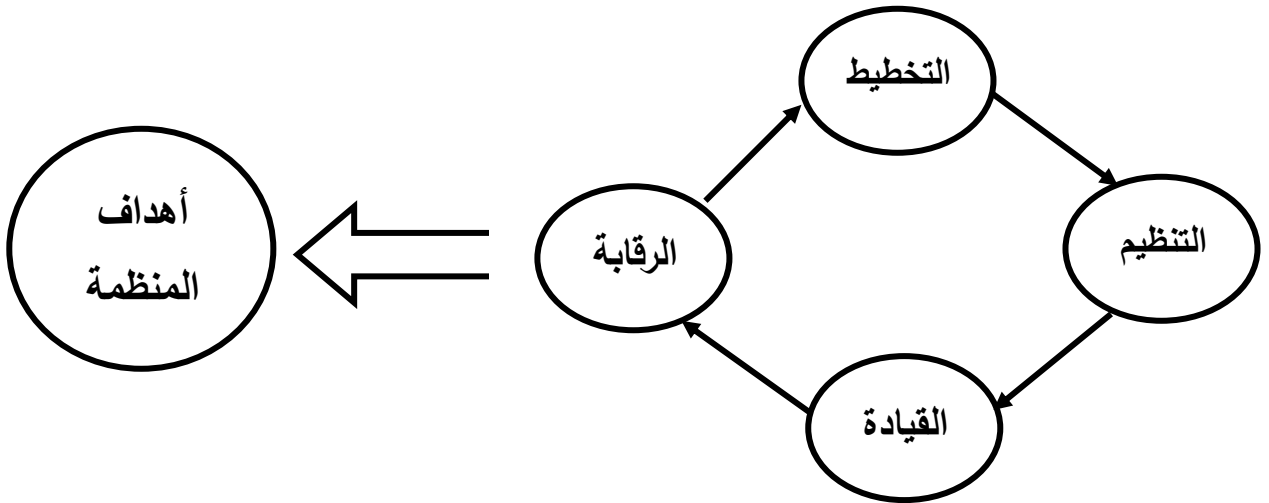 التخطيط
التنظيم
القيادة
الرقابة
أهداف
المنظمة